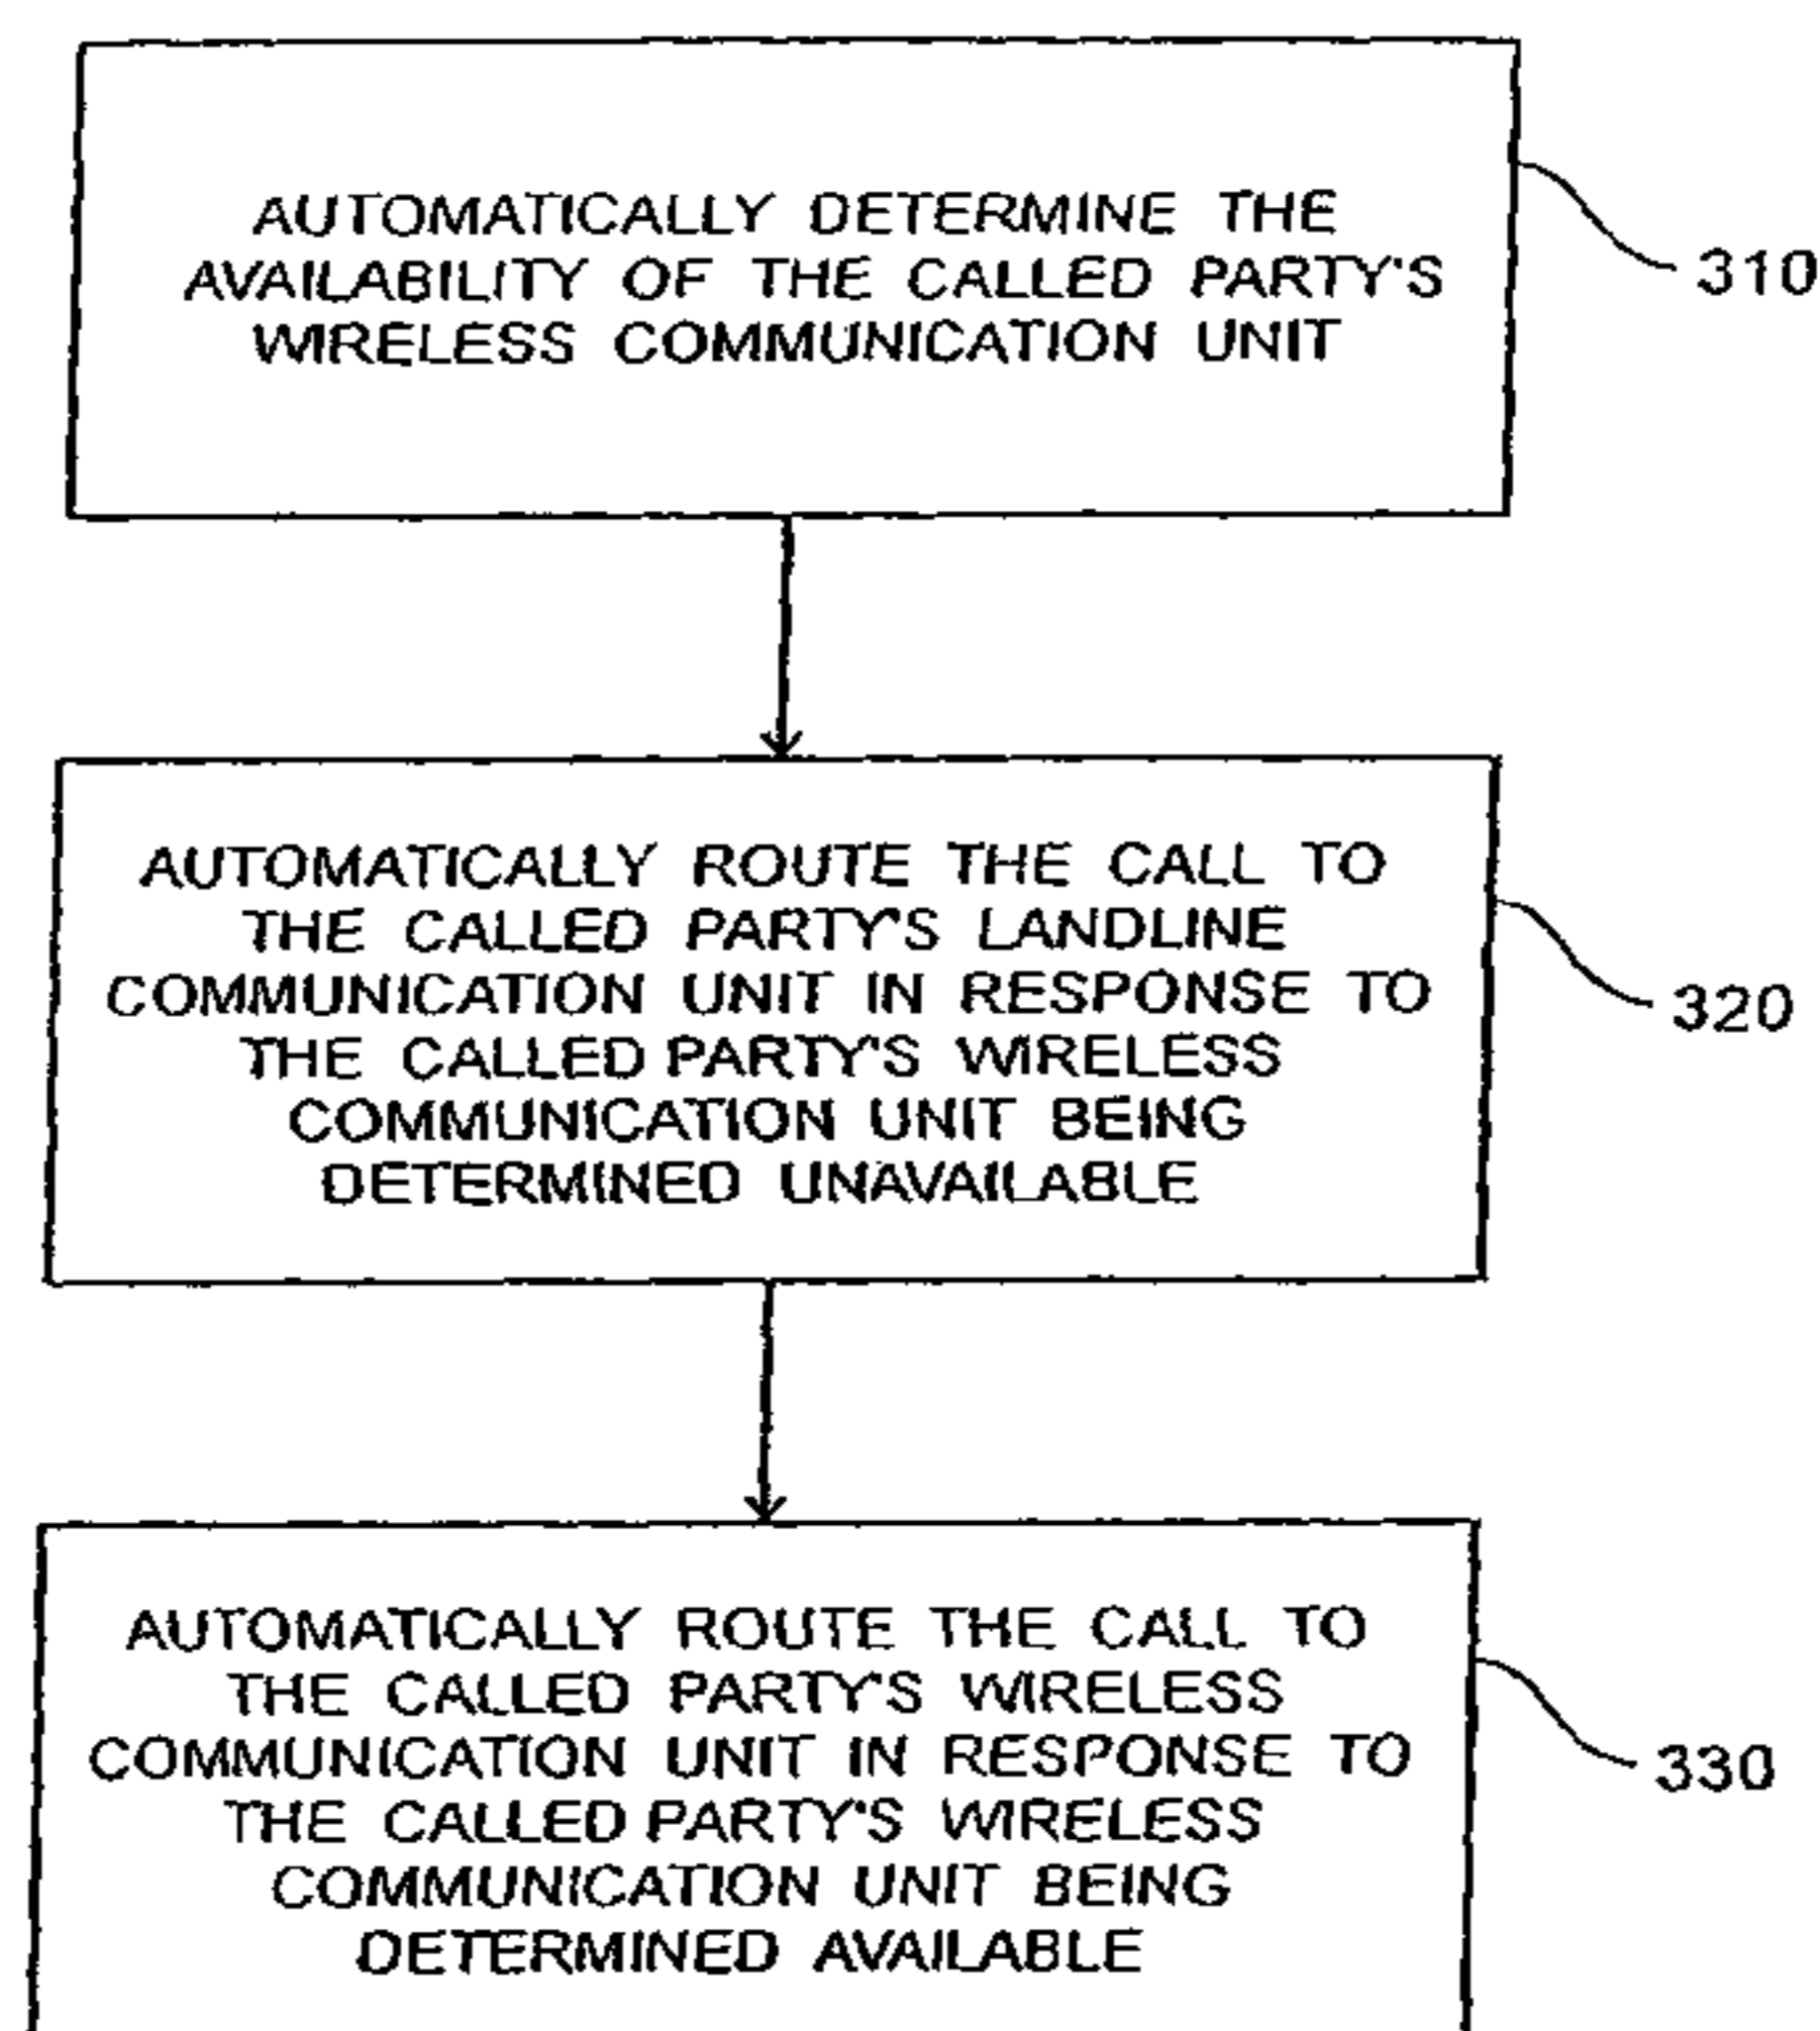 AUTOMATICALLY DETERMINE THE
AVAILABILITY OF THE CALLED PARTY'S
WIRELESS COMMUNICATION UNIT
310
AUTOMATICALLY ROUTE THE CALL TO
THE CALLED PARTY'S LANDLINE
COMMUNICATION UNIT IN RESPONSE TO
THE CALLED PARTY'S WIRELESS
COMMUNICATION UNIT BEING
DETERMINED UNAVAILABLE
320
AUTOMATICALLY ROUTE THE CALL TO
THE CALLED PARTY'S WIRELESS
COMMUNICATION UNIT IN RESPONSE TO
THE CALLED PARTY'S WIRELESS
COMMUNICATION UNIT BEING
DETERMINED AVAILABLE
330